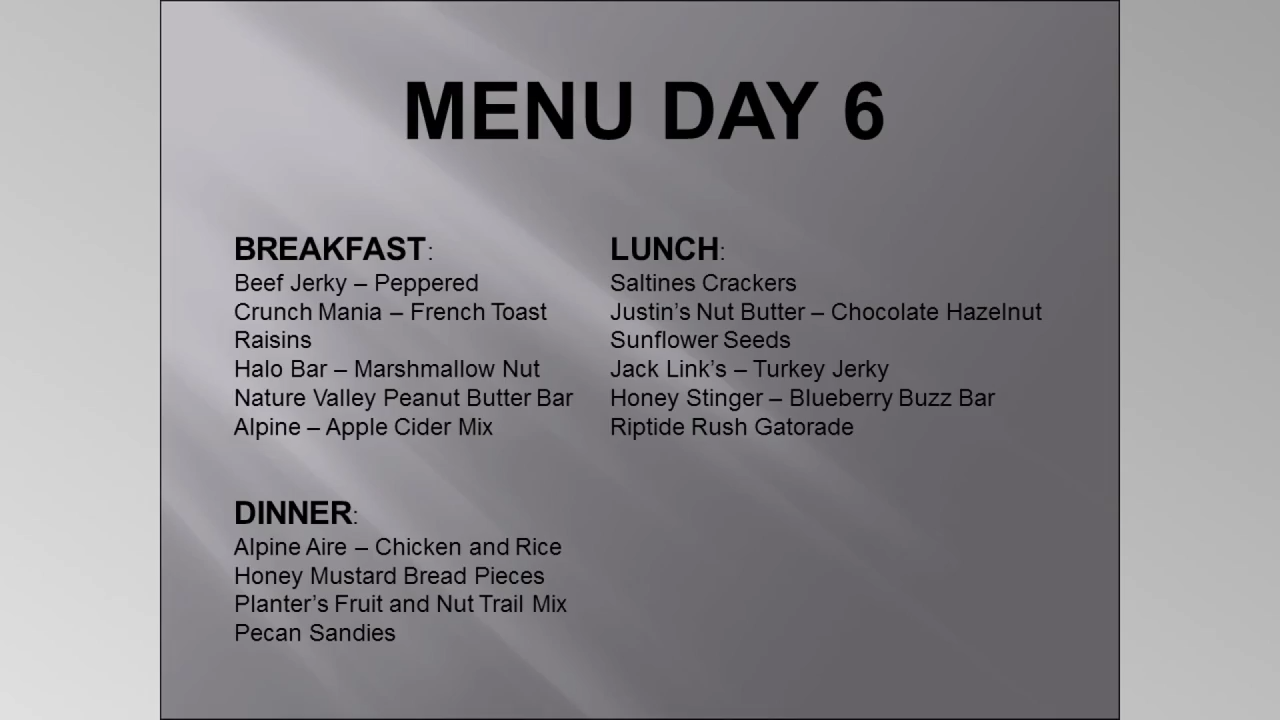 MENU DAY 6
BREAKFAST:
Beef Jerky – Peppered
Crunch Mania – French Toast
Raisins
Halo Bar – Marshmallow Nut
Nature Valley Peanut Butter Bar
Alpine – Apple Cider Mix
LUNCH:
Saltines Crackers
Justin’s Nut Butter – Chocolate Hazelnut
Sunflower Seeds
Jack Link’s – Turkey Jerky
Honey Stinger – Blueberry Buzz Bar
Riptide Rush Gatorade
DINNER:
Alpine Aire – Chicken and Rice
Honey Mustard Bread Pieces
Planter’s Fruit and Nut Trail Mix
Pecan Sandies